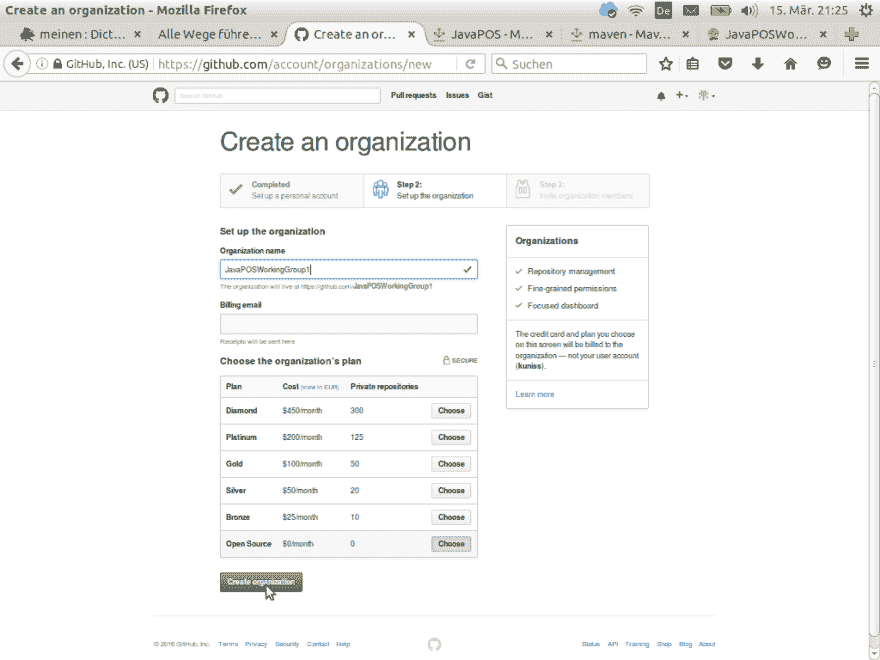 Create an organization - Mozilla Firefox
De
15. Mär. 21:25
meinen : Dict...
Alle Wege führe...
Create an or...
JavaPOS - M...
maven - Mav...
JavaPOSWo...
GitHub, Inc. (US)
https://github.com/account/organizations/new
Suchen
Search GitHub
Pull requests
Issues
Gist
Create an organization
Completed
Set up a personal account
Step 2:
Set up the organization
Step 3:
Invite organization members
Set up the organization
Organization name
JavaPOSWorkingGroup1
The organization will live at https://github.com/JavaPOSWorkingGroup1
Billing email
Receipts will be sent here
Choose the organization's plan
SECURE
Plan Cost (view in EUR) Private repositories
Diamond $450/month 300 Choose
Platinum $200/month 125 Choose
Gold $100/month 50 Choose
Silver $50/month 20 Choose
Bronze $25/month 10 Choose
Open Source $0/month 0 Choose
Create organization
Organizations
Repository management
Fine-grained permissions
Focused dashboard
The credit card and plan you choose
on this screen will be billed to the
organization — not your user account
(kuniss).
Learn more
© 2016 GitHub, Inc. Terms Privacy Security Contact Help
Status API Training Shop Blog About